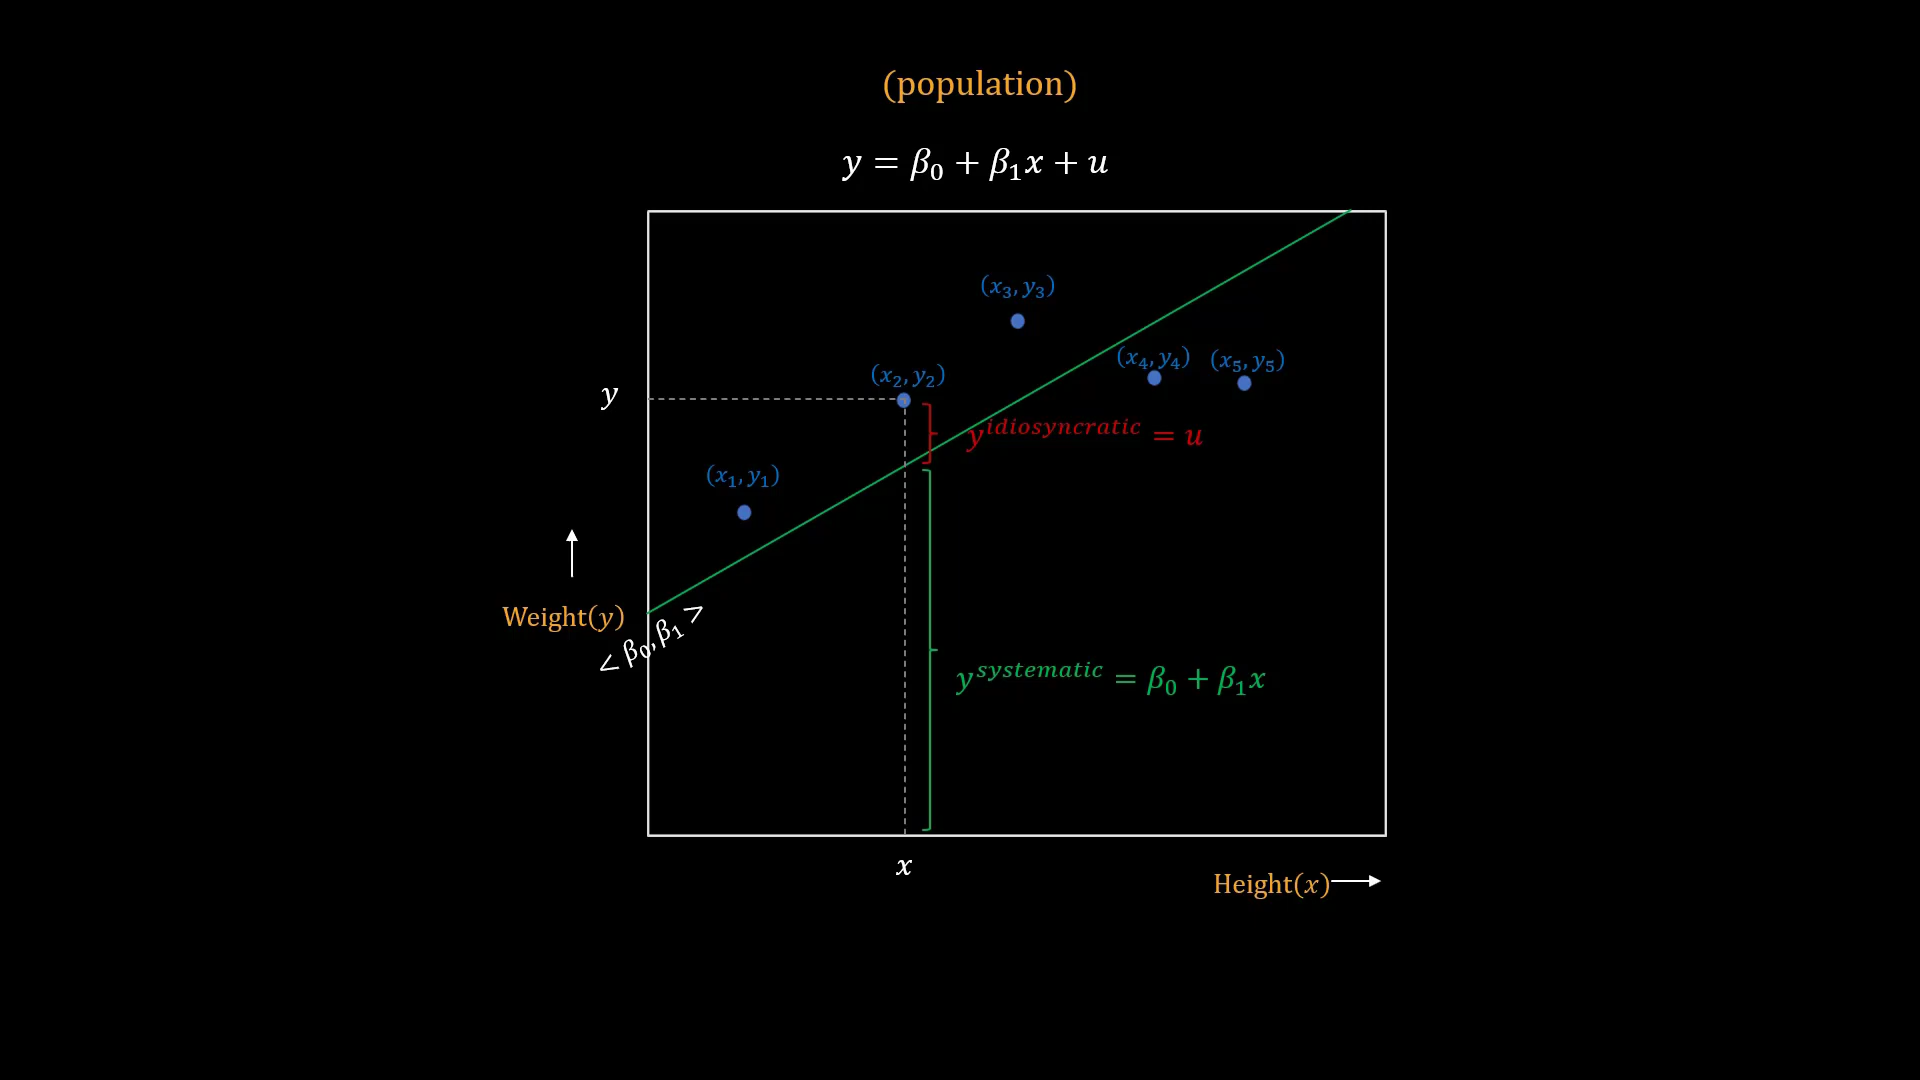 (population)
y = β₀ + β₁x + u
(x₃, y₃)
(x₄, y₄) (x₅, y₅)
(x₂, y₂)
y
y^idiosyncratic = u
(x₁, y₁)
Weight(y)
< β₀, β₁ >
y^systematic = β₀ + β₁x
x
Height(x)